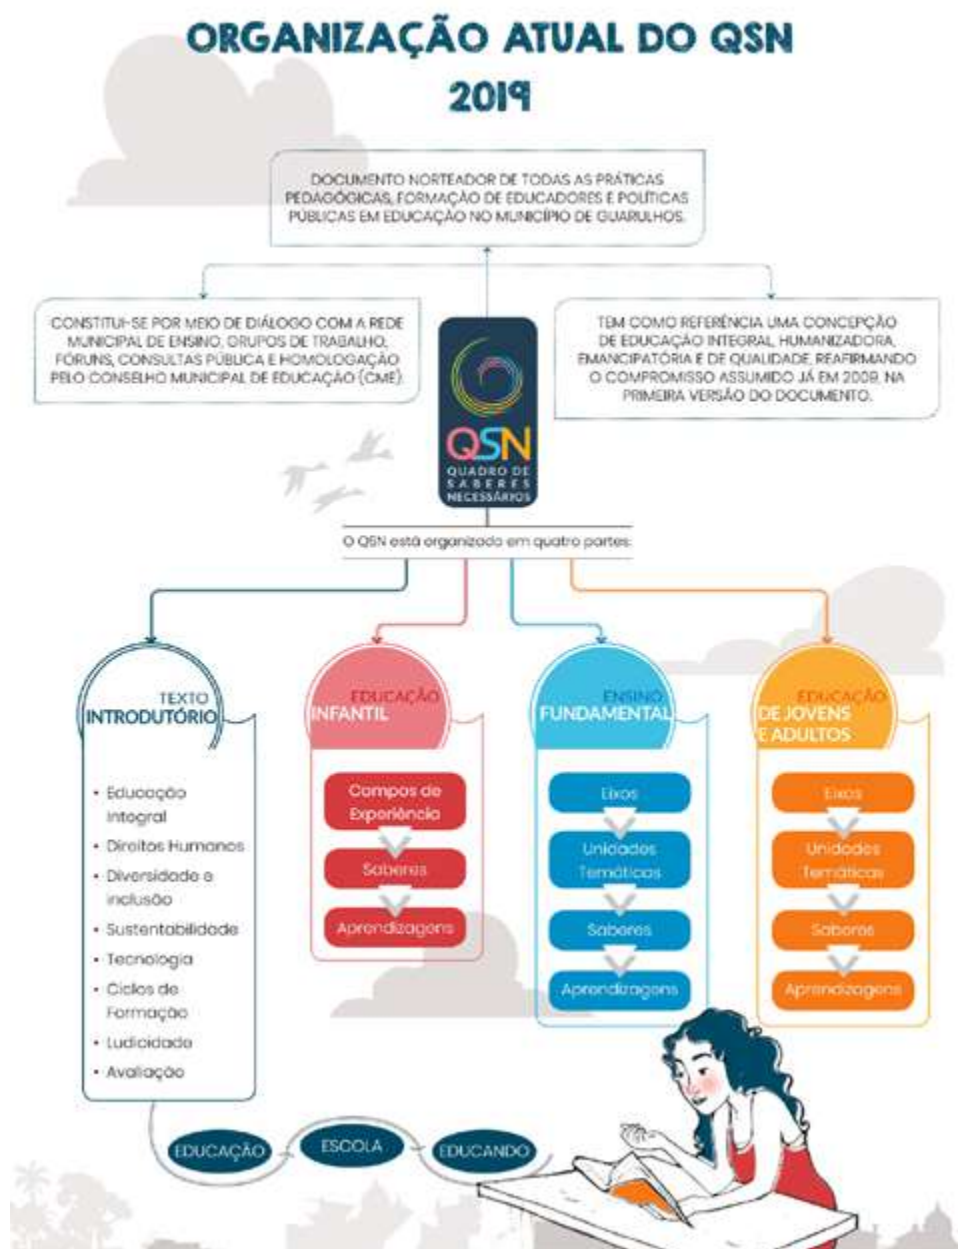 ORGANIZAÇÃO ATUAL DO QSN
2019
DOCUMENTO NORTEADOR DE TODAS AS PRÁTICAS
PEDAGÓGICAS, FORMAÇÃO DE EDUCADORES E POLÍTICAS
PÚBLICAS EM EDUCAÇÃO NO MUNICÍPIO DE GUARULHOS.
CONSTITUI-SE POR MEIO DE DIÁLOGO COM A REDE
MUNICIPAL DE ENSINO, GRUPOS DE TRABALHO,
FÓRUNS, CONSULTAS PÚBLICA E HOMOLOGAÇÃO
PELO CONSELHO MUNICIPAL DE EDUCAÇÃO (CME)
TEM COMO REFERÊNCIA UMA CONCEPÇÃO
DE EDUCAÇÃO INTEGRAL, HUMANIZADORA,
EMANCIPATÓRIA E DE QUALIDADE, REAFIRMANDO
O COMPROMISSO ASSUMIDO JÁ EM 2009, NA
PRIMEIRA VERSÃO DO DOCUMENTO.
QSN
QUADRO DE
SABERES
NECESSÁRIOS
O QSN está organizado em quatro partes:
TEXTO
INTRODUTÓRIO
• Educação
Integral
• Direitos Humanos
• Diversidade e
inclusão
• Sustentabilidade
• Tecnologia
• Ciclos de
Formação
• Ludicidade
• Avaliação
EDUCAÇÃO
INFANTIL
Campos de
Experiência
Saberes
Aprendizagens
ENSINO
FUNDAMENTAL
Eixos
Unidades
Temáticas
Saberes
Aprendizagens
EDUCAÇÃO
DE JOVENS
E ADULTOS
Eixos
Unidades
Temáticas
Saberes
Aprendizagens
EDUCAÇÃO
ESCOLA
EDUCANDO